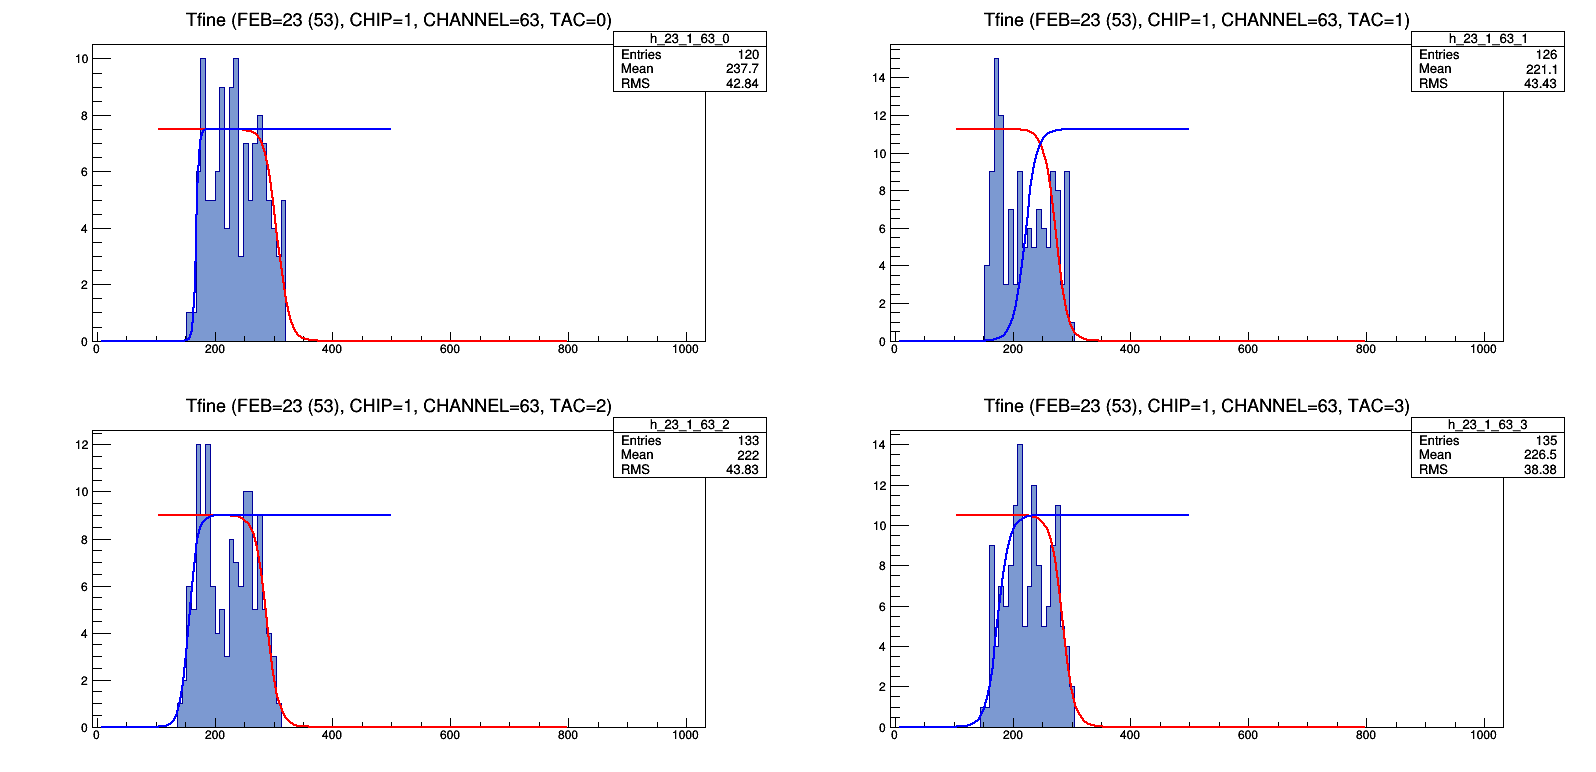 Tfine (FEB=23 (53), CHIP=1, CHANNEL=63, TAC=0)
h_23_1_63_0
Entries 120
Mean 237.7
RMS 42.84
10
8
6
4
2
0
0 200 400 600 800 1000
Tfine (FEB=23 (53), CHIP=1, CHANNEL=63, TAC=1)
h_23_1_63_1
Entries 126
Mean 221.1
RMS 43.43
14
12
10
8
6
4
2
0
0 200 400 600 800 1000
Tfine (FEB=23 (53), CHIP=1, CHANNEL=63, TAC=2)
h_23_1_63_2
Entries 133
Mean 222
RMS 43.83
12
10
8
6
4
2
0
0 200 400 600 800 1000
Tfine (FEB=23 (53), CHIP=1, CHANNEL=63, TAC=3)
h_23_1_63_3
Entries 135
Mean 226.5
RMS 38.38
14
12
10
8
6
4
2
0
0 200 400 600 800 1000